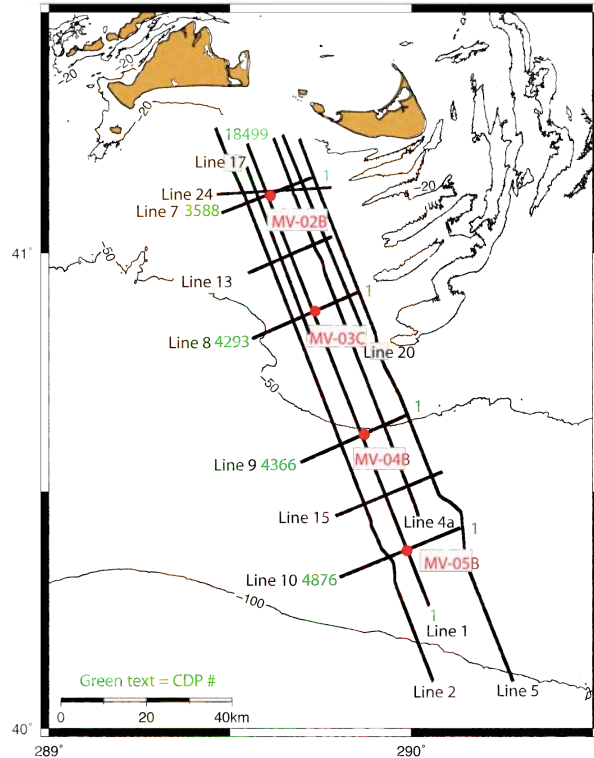 -20
-20
-20
18499
Line 17
1
Line 24
Line 7 3588
-20
MV-02B
-50
41°
Line 13
1
Line 8 4293
MV-03C
Line 20
-50
1
Line 9 4366
MV-04B
Line 15
Line 4a
1
MV-05B
Line 10 4876
-100
1
Line 1
Green text = CDP #
Line 2
Line 5
0
20
40km
40°
289°
290°